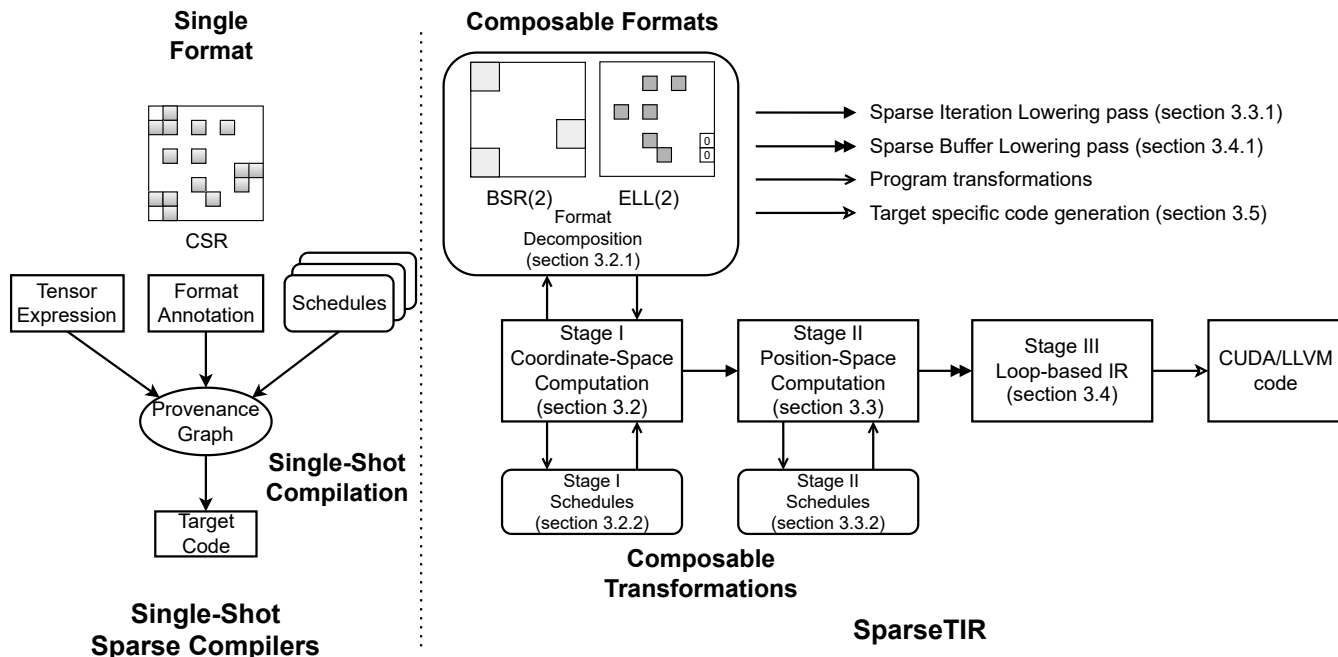 Single
Format
CSR
Tensor
Expression
Format
Annotation
Schedules
Provenance
Graph
Single-Shot
Compilation
Target
Code
Single-Shot
Sparse Compilers
Composable Formats
0
0
BSR(2)
ELL(2)
Format
Decomposition
(section 3.2.1)
Sparse Iteration Lowering pass (section 3.3.1)
Sparse Buffer Lowering pass (section 3.4.1)
Program transformations
Target specific code generation (section 3.5)
Stage I
Coordinate-Space
Computation
(section 3.2)
Stage II
Position-Space
Computation
(section 3.3)
Stage III
Loop-based IR
(section 3.4)
CUDA/LLVM
code
Stage I
Schedules
(section 3.2.2)
Stage II
Schedules
(section 3.3.2)
Composable
Transformations
SparseTIR